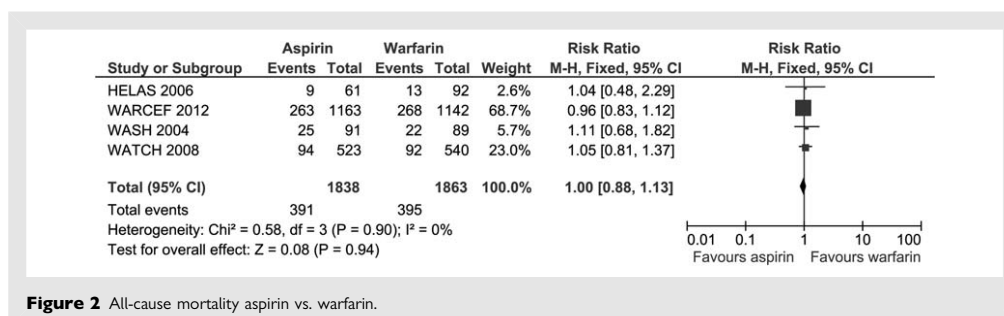 Aspirin Warfarin Risk Ratio Risk Ratio
Study or Subgroup Events Total Events Total Weight M-H, Fixed, 95% CI M-H, Fixed, 95% CI
HELAS 2006 9 61 13 92 2.6% 1.04 [0.48, 2.29]
WARCEF 2012 263 1163 268 1142 68.7% 0.96 [0.83, 1.12]
WASH 2004 25 91 22 89 5.7% 1.11 [0.68, 1.82]
WATCH 2008 94 523 92 540 23.0% 1.05 [0.81, 1.37]
Total (95% CI) 1838 1863 100.0% 1.00 [0.88, 1.13]
Total events 391 395
Heterogeneity: Chi² = 0.58, df = 3 (P = 0.90); I² = 0%
Test for overall effect: Z = 0.08 (P = 0.94)
0.01 0.1 1 10 100
Favours aspirin Favours warfarin
Figure 2 All-cause mortality aspirin vs. warfarin.